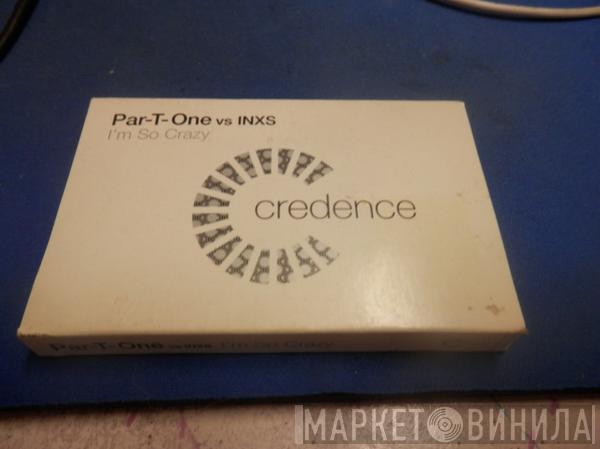 Par-T-One vs INXS
I'm So Crazy
credence
Par-T-One vs INXS I'm So Crazy
МАРКЕТ ВИНИЛА